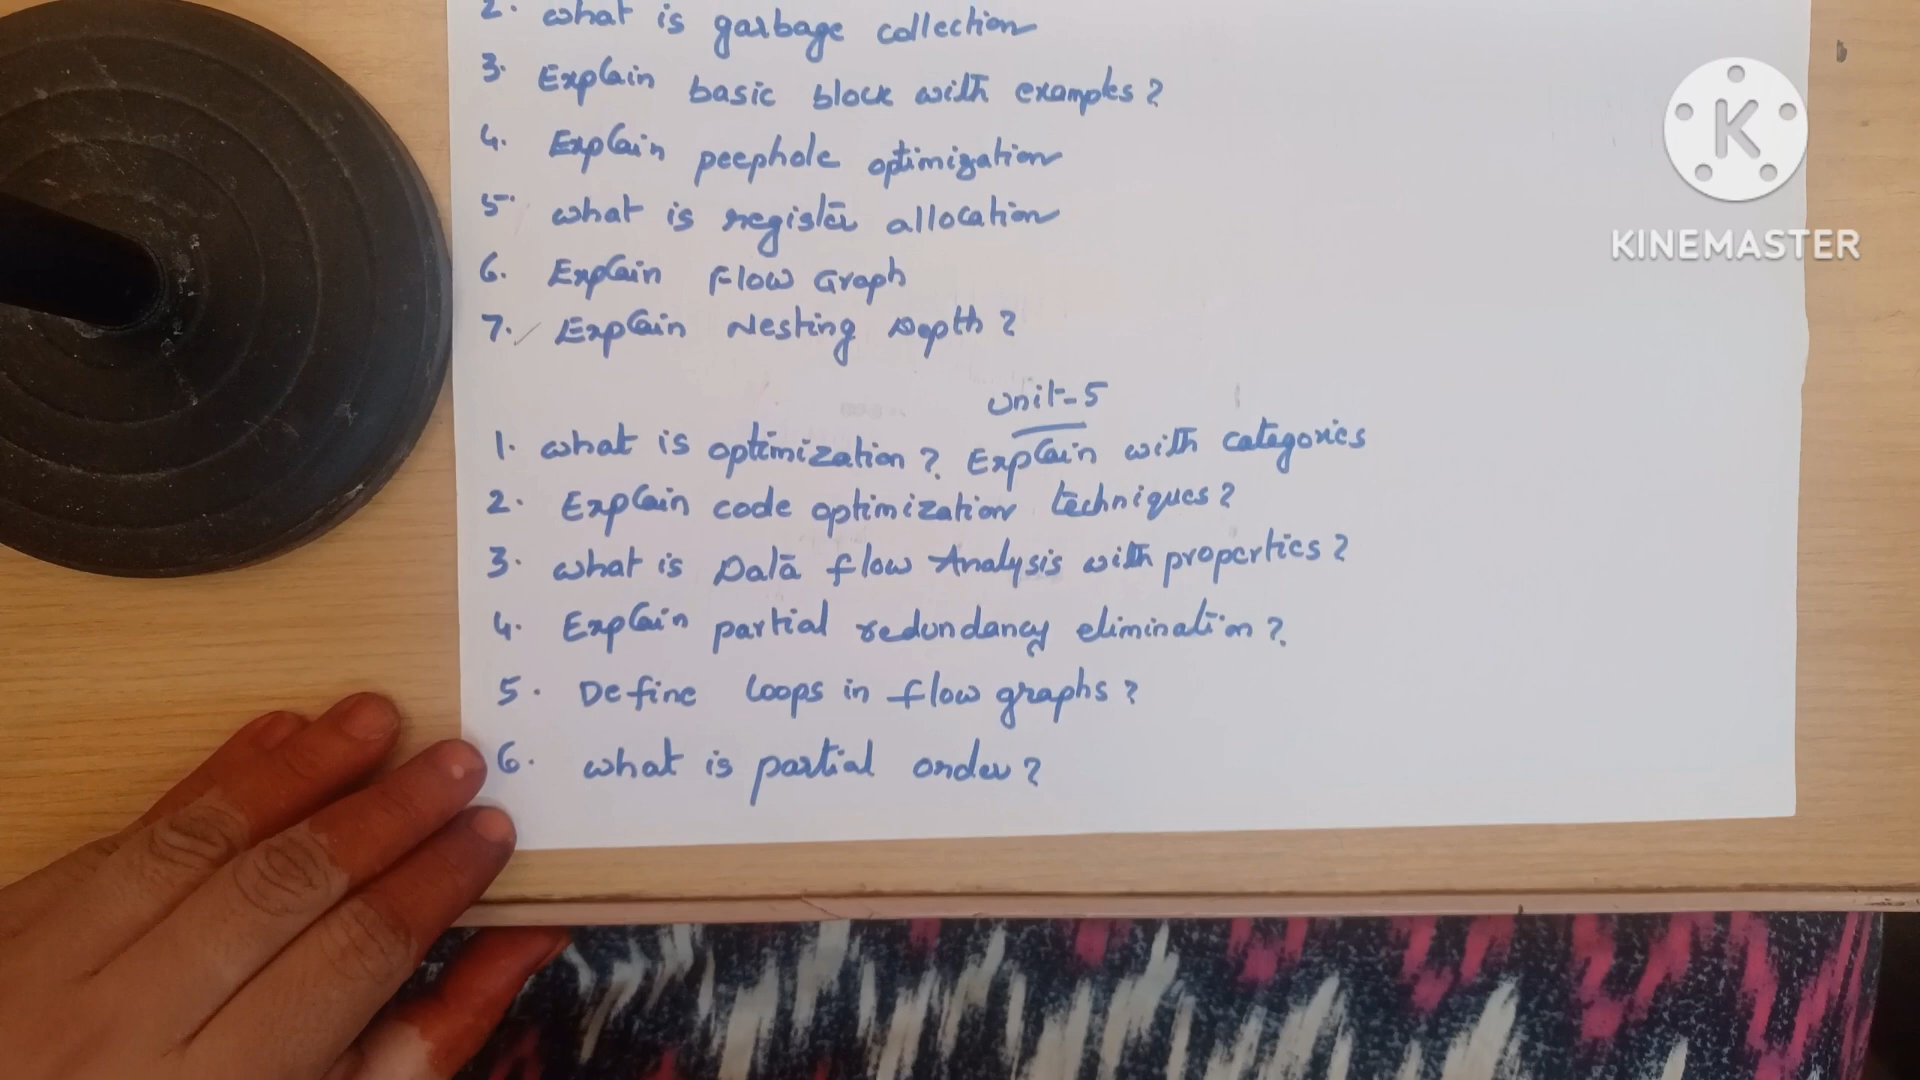 2. what is garbage collection
3. Explain basic block with examples?
4. Explain peephole optimization
5. what is register allocation
6. Explain Flow Graph
7. Explain Nesting Depth?
Unit-5
1. what is optimization? Explain with categories
2. Explain code optimization techniques?
3. what is Data flow Analysis with properties?
4. Explain partial redundancy elimination?
5. Define loops in flow graphs?
6. what is partial order?
K
KINEMASTER